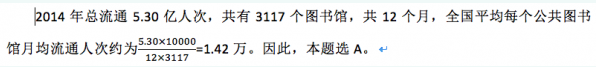 2014 年总流通 5.30 亿人次，共有 3117 个图书馆，共 12 个月，全国平均每个公共图书
馆月均流通人次约为$\frac{5.30×10000}{12×3117}$=1.42 万。因此，本题选 A。